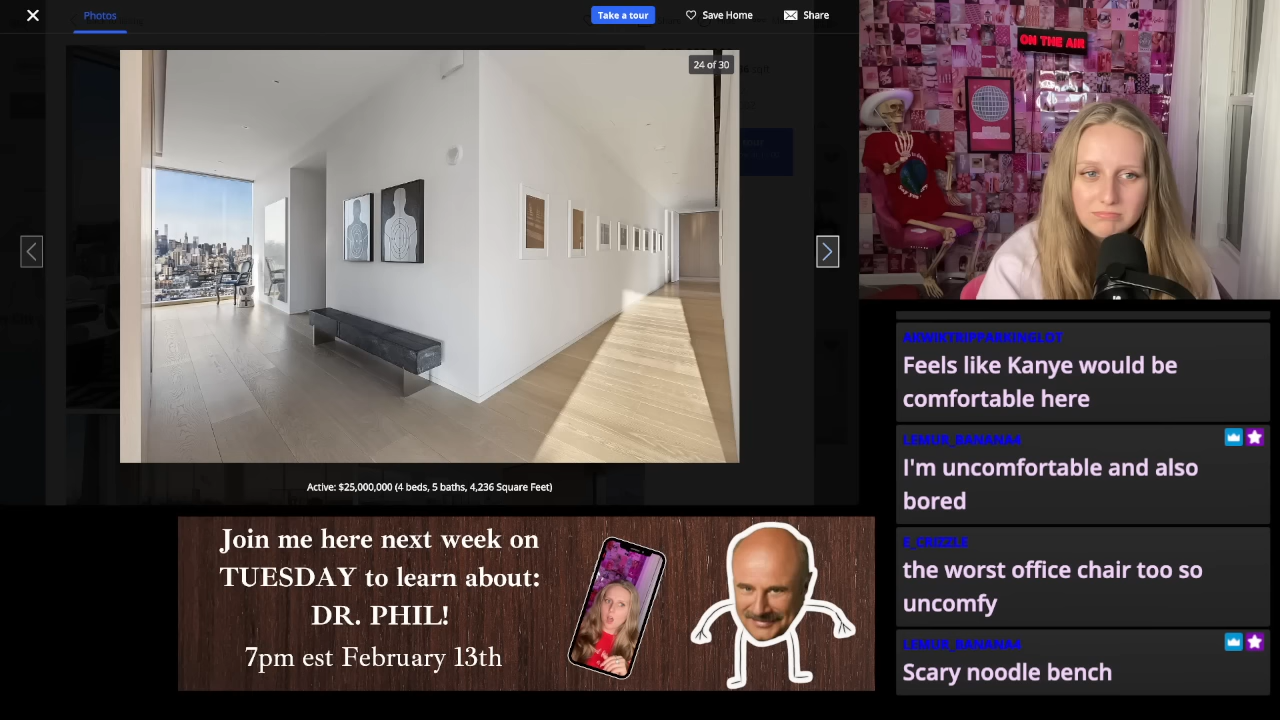 Photos
Take a tour
Save Home
Share
24 of 30
Active: $25,000,000 (4 beds, 5 baths, 4,236 Square Feet)
ON THE AIR
AKWIKTRIPPARKINGLOT
Feels like Kanye would be
comfortable here
LEMUR_BANANA4
I'm uncomfortable and also
bored
E_CRIZZLE
the worst office chair too so
uncomfy
LEMUR_BANANA4
Scary noodle bench
Join me here next week on
TUESDAY to learn about:
DR. PHIL!
7pm est February 13th